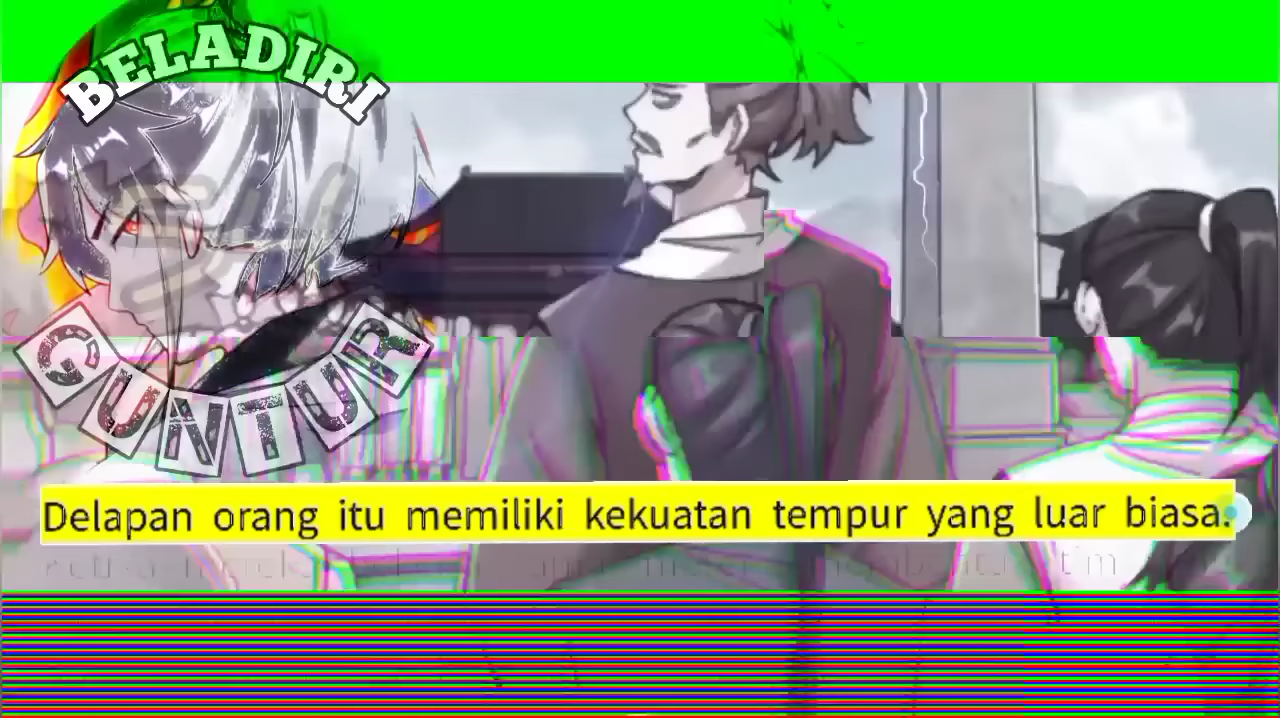 BELADIRI
GUNTUR
Delapan orang itu memiliki kekuatan tempur yang luar biasa.